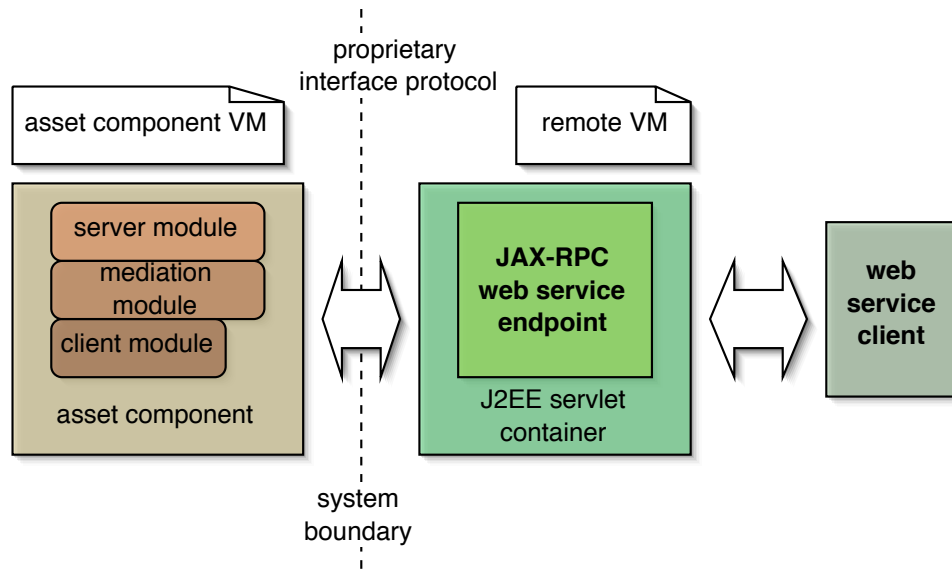 proprietary
interface protocol
asset component VM
remote VM
server module
mediation
module
client module
asset component
JAX-RPC
web service
endpoint
J2EE servlet
container
web
service
client
system
boundary